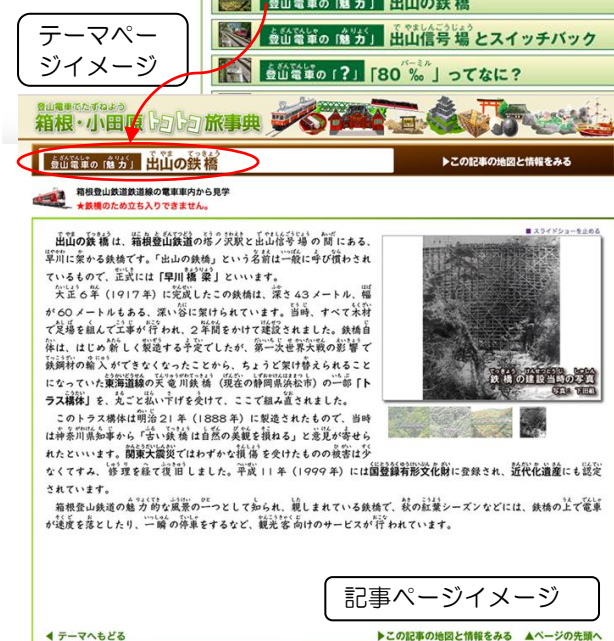 テーマペー
ジイメージ
登山電車の「魅力」 出山の鉄橋
登山電車の「魅力」 出山信号場とスイッチバック
登山電車の「?」 「80‰」ってなに?
登山電車でたずねよう
箱根・小田原トコトコ旅事典
登山電車の「魅力」 出山の鉄橋
▶この記事の地図と情報をみる
箱根登山鉄道鉄道線の電車車内から見学
★鉄橋のため立ち入りできません。
■スライドショーを止める
出山の鉄橋は、箱根登山鉄道の塔ノ沢駅と出山信号場の間にある、
早川に架かる鉄橋です。「出山の鉄橋」という名前は一般に呼び慣わされ
ているもので、正式には「早川橋梁」といいます。
大正6年(1917年)に完成したこの鉄橋は、深さ43メートル、幅
が60メートルもある、深い谷に架けられています。当時、すべて木材
で足場を組んで工事が行われ、2年間をかけて建設されました。鉄橋自
体は、はじめ新しく製造する予定でしたが、第一次世界大戦の影響で
鉄鋼材の輸入ができなくなったことから、ちょうど架け替えられること
になっていた東海道線の天竜川鉄橋(現在の静岡県浜松市)の一部「ト
ラス構体」を、丸ごと払い下げを受けて、ここで組み直されました。
このトラス構体は明治21年(1888年)に製造されたもので、当時
は神奈川県知事から「古い鉄橋は自然の美観を損ねる」と意見が寄せら
れたといいます。関東大震災ではわずかな損傷を受けたものの被害は少
なくてすみ、修理を経て復旧しました。平成11年(1999年)には国登録有形文化財に登録され、近代化遺産にも認定
されています。
箱根登山鉄道の魅力的な風景の一つとして知られ、親しまれている鉄橋で、秋の紅葉シーズンなどには、鉄橋の上で電車
が速度を落としたり、一瞬の停車をするなど、観光客向けのサービスが行われています。
鉄橋の建設当時の写真
記事ページイメージ
◀テーマへもどる
▶この記事の地図と情報をみる ▲ページの先頭へ